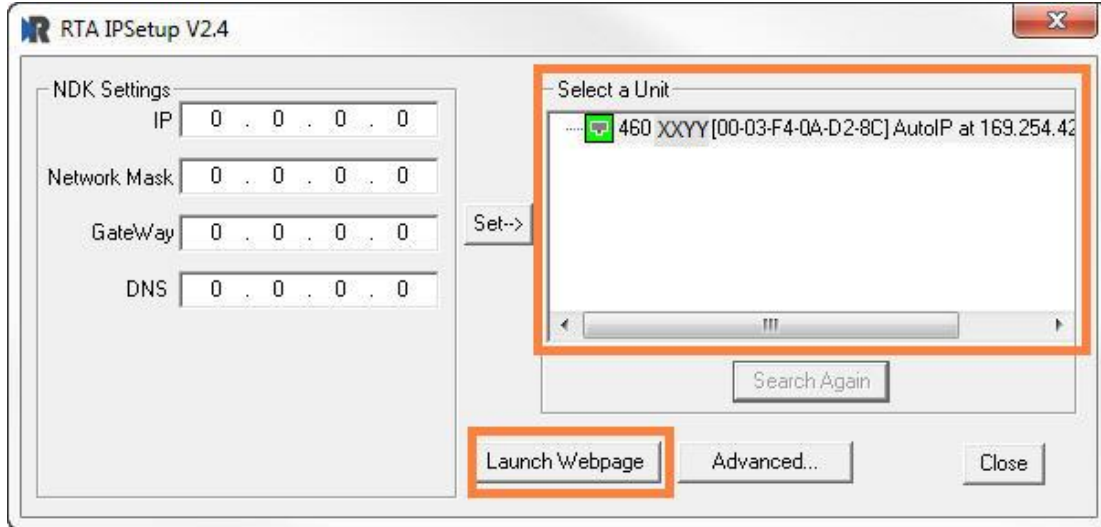 RTA IPSetup V2.4
NDK Settings
IP 0 . 0 . 0 . 0
Network Mask 0 . 0 . 0 . 0
GateWay 0 . 0 . 0 . 0
DNS 0 . 0 . 0 . 0
Set-->
Select a Unit
460 XXYY [00-03-F4-0A-D2-8C] AutoIP at 169.254.42
Search Again
Launch Webpage
Advanced...
Close